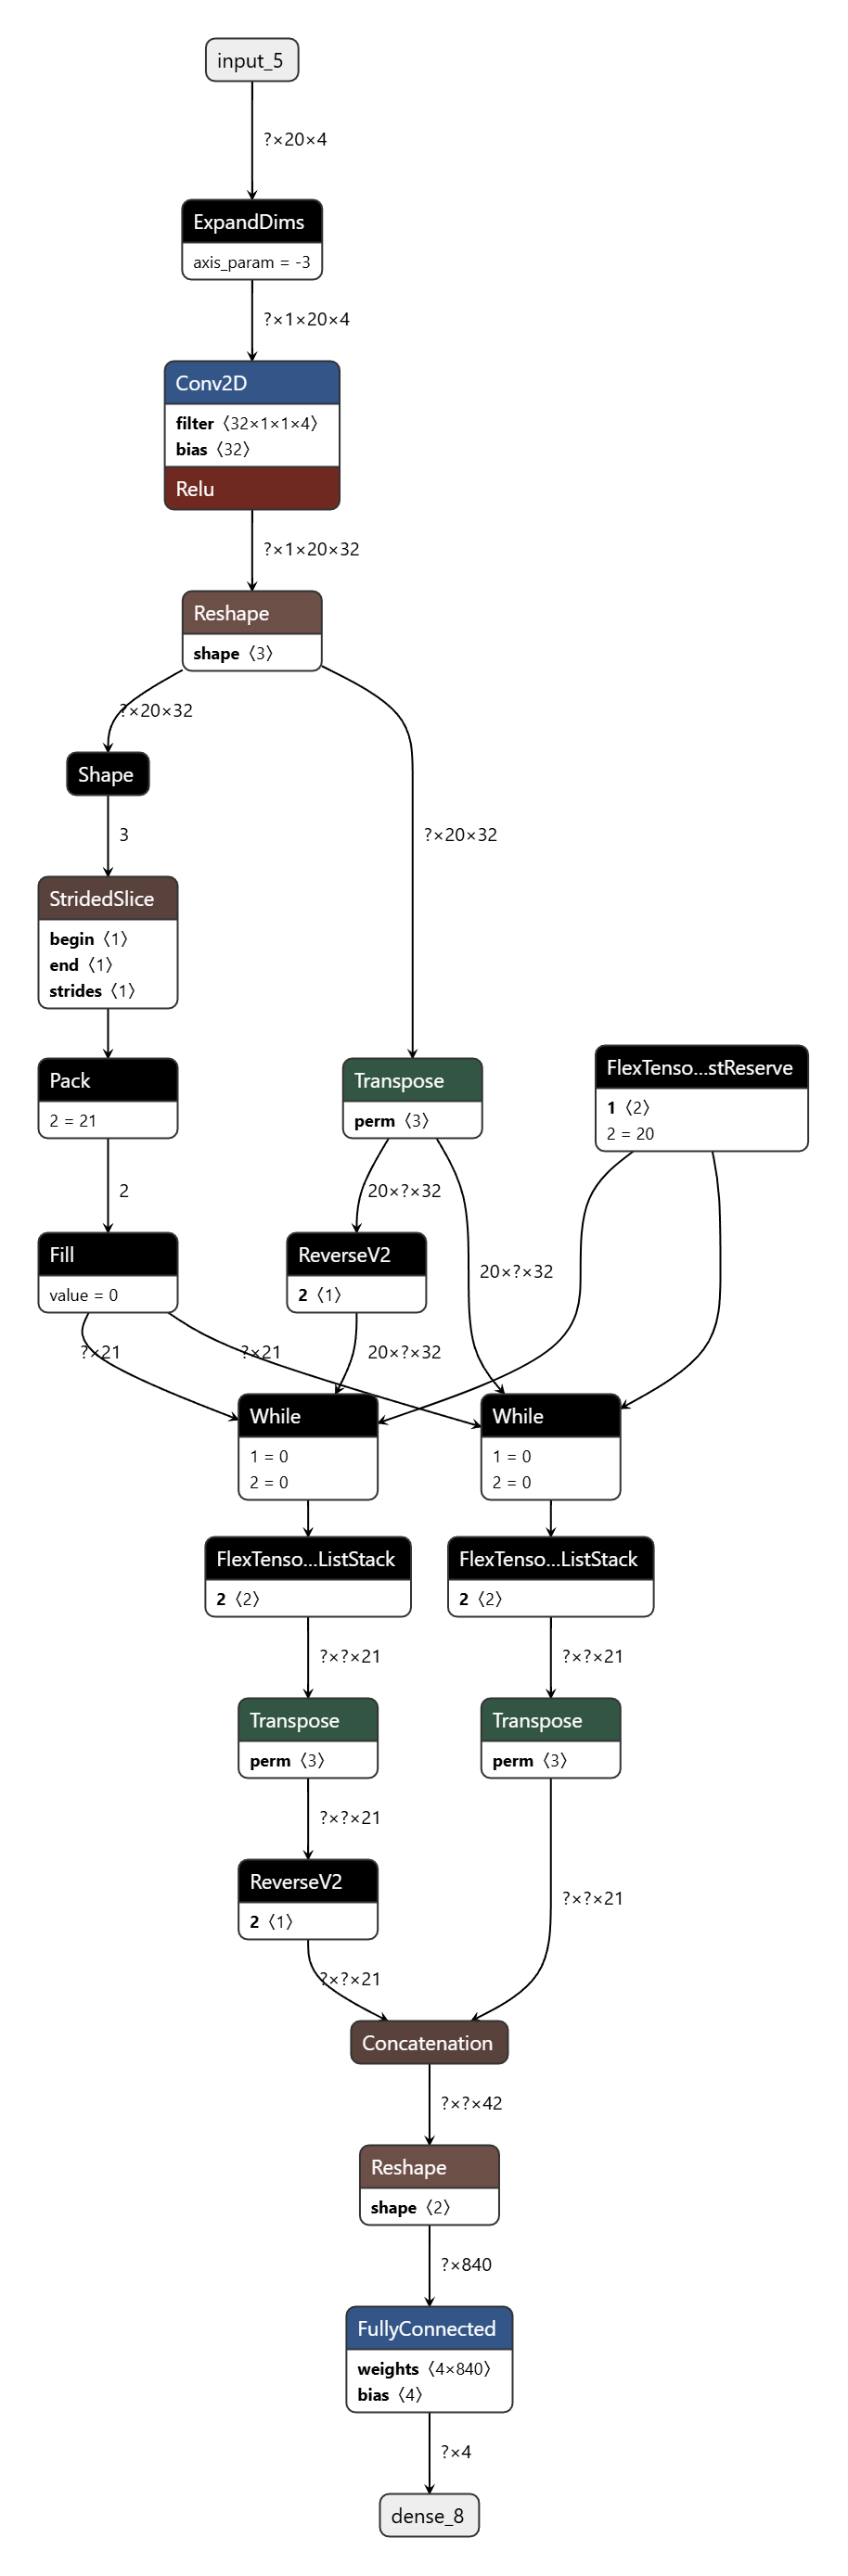 input_5
?×20×4
ExpandDims
axis_param = -3
?×1×20×4
Conv2D
filter 〈32×1×1×4〉
bias 〈32〉
Relu
?×1×20×32
Reshape
shape 〈3〉
?×20×32
Shape
3
?×20×32
StridedSlice
begin 〈1〉
end 〈1〉
strides 〈1〉
Pack
2 = 21
Transpose
perm 〈3〉
FlexTenso...stReserve
1 〈2〉
2 = 20
2
20×?×32
Fill
value = 0
ReverseV2
2 〈1〉
20×?×32
?×21
?×21
20×?×32
While
1 = 0
2 = 0
While
1 = 0
2 = 0
FlexTenso...ListStack
2 〈2〉
FlexTenso...ListStack
2 〈2〉
?×?×21
?×?×21
Transpose
perm 〈3〉
Transpose
perm 〈3〉
?×?×21
ReverseV2
2 〈1〉
?×?×21
?×?×21
Concatenation
?×?×42
Reshape
shape 〈2〉
?×840
FullyConnected
weights 〈4×840〉
bias 〈4〉
?×4
dense_8